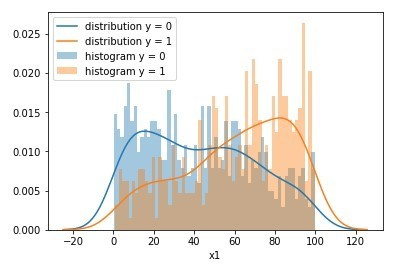 distribution y = 0
distribution y = 1
histogram y = 0
histogram y = 1
0.025
0.020
0.015
0.010
0.005
0.000
−20 0 20 40 60 80 100 120
x1